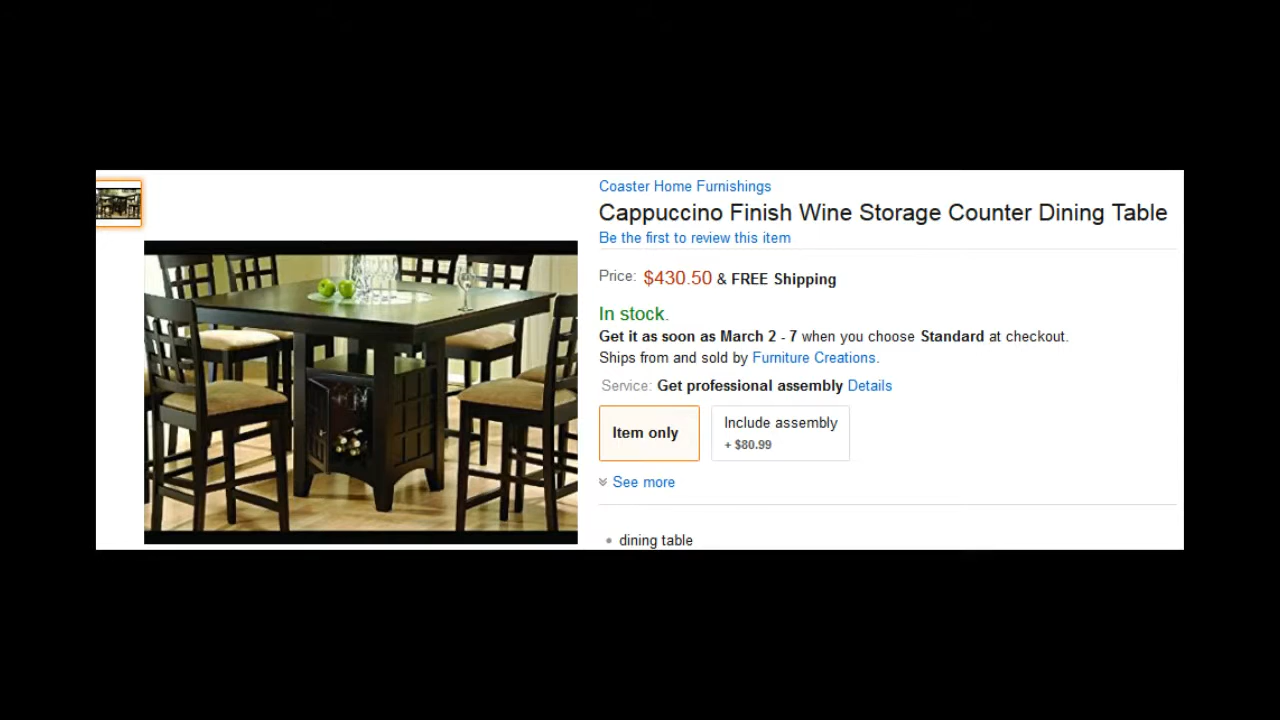 Coaster Home Furnishings
Cappuccino Finish Wine Storage Counter Dining Table
Be the first to review this item
Price: $430.50 & FREE Shipping
In stock.
Get it as soon as March 2 - 7 when you choose Standard at checkout.
Ships from and sold by Furniture Creations.
Service: Get professional assembly Details
Item only
Include assembly
+ $80.99
See more
• dining table